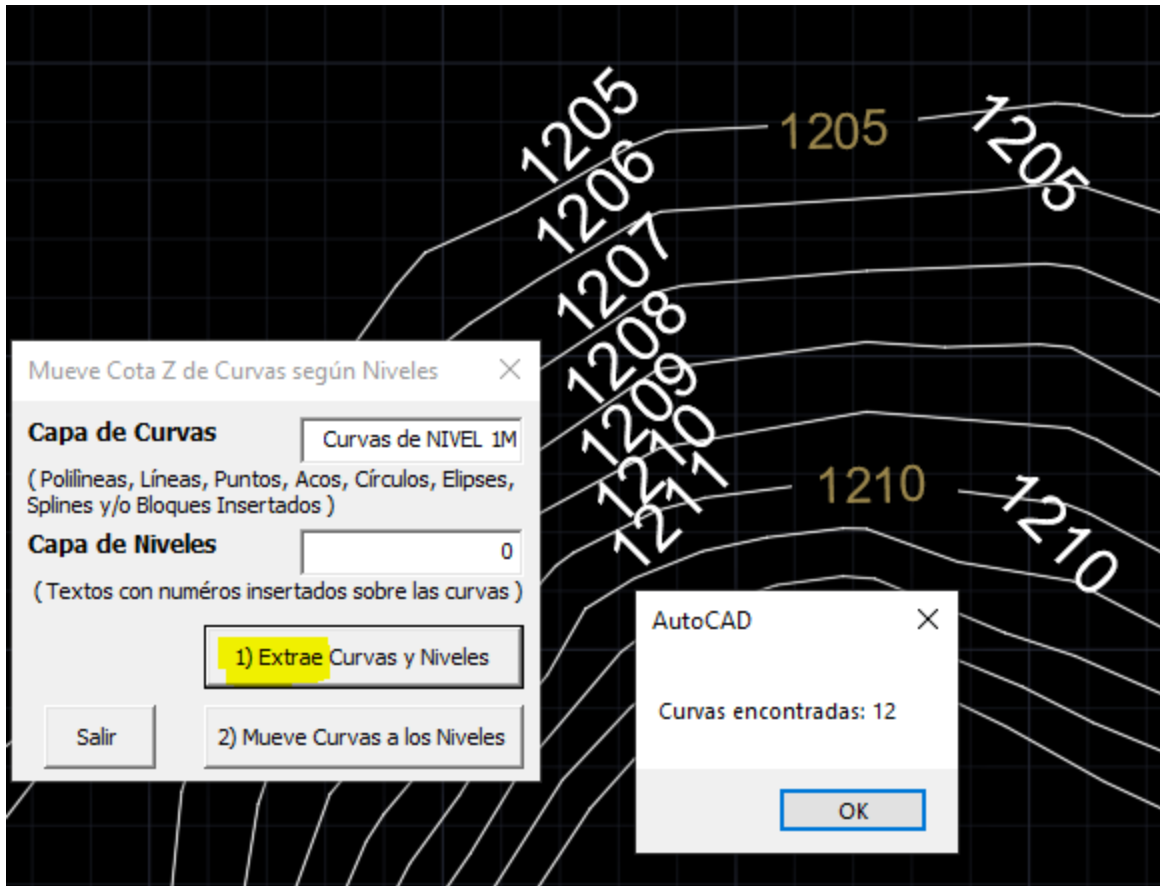 1205
1205
1205
1206
1207
1208
1209
1210
1211
1210
1210
Mueve Cota Z de Curvas según Niveles
Capa de Curvas
Curvas de NIVEL 1M
( Polilìneas, Líneas, Puntos, Acos, Círculos, Elipses,
Splines y/o Bloques Insertados )
Capa de Niveles
0
( Textos con numéros insertados sobre las curvas )
1) Extrae Curvas y Niveles
Salir
2) Mueve Curvas a los Niveles
AutoCAD
Curvas encontradas: 12
OK